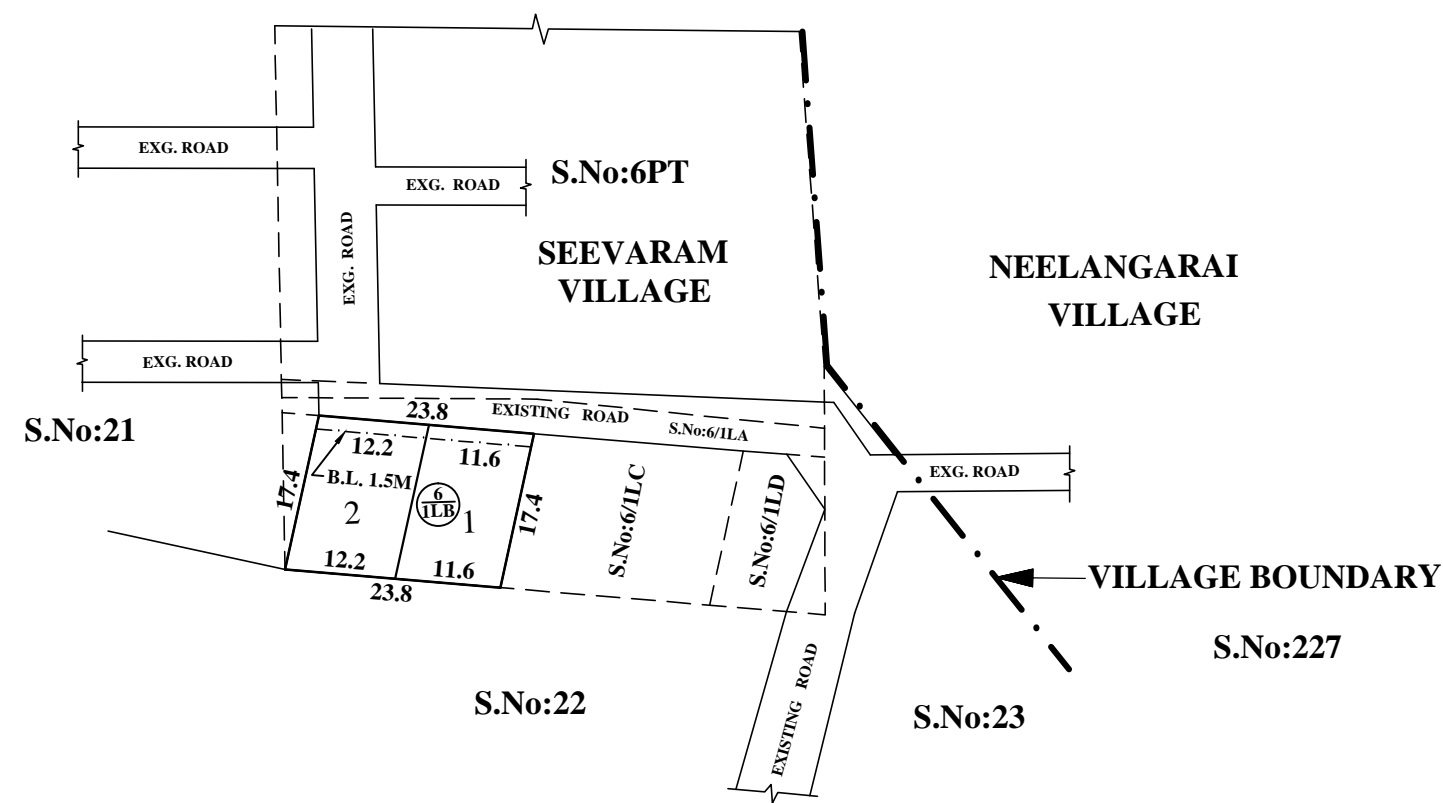 EXG. ROAD
EXG. ROAD
S.No:6PT
EXG. ROAD
SEEVARAM
VILLAGE
NEELANGARAI
VILLAGE
EXG. ROAD
S.No:21
23.8
EXISTING ROAD
S.No:6/1LA
12.2
11.6
B.L. 1.5M
17.4
6
1LB
2
1
17.4
S.No:6/1LC
S.No:6/1LD
EXG. ROAD
12.2
11.6
23.8
VILLAGE BOUNDARY
S.No:227
S.No:22
EXISTING ROAD
S.No:23